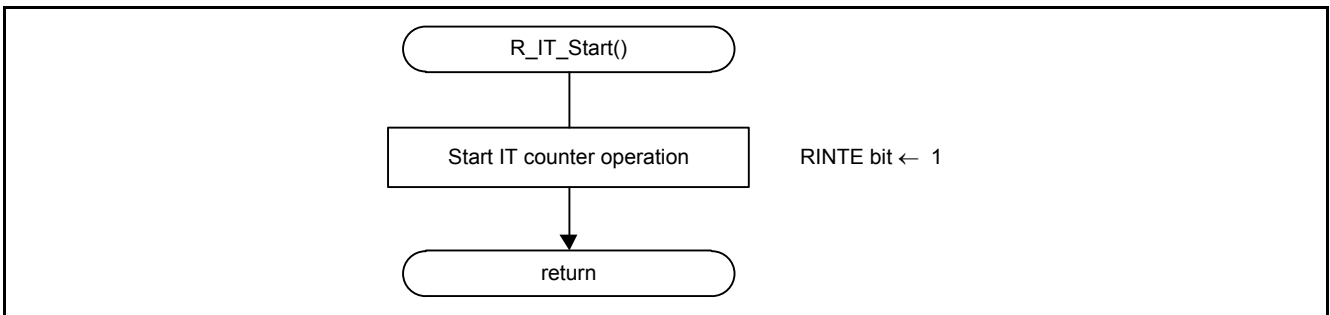 R_IT_Start()
Start IT counter operation
RINTE bit ← 1
return